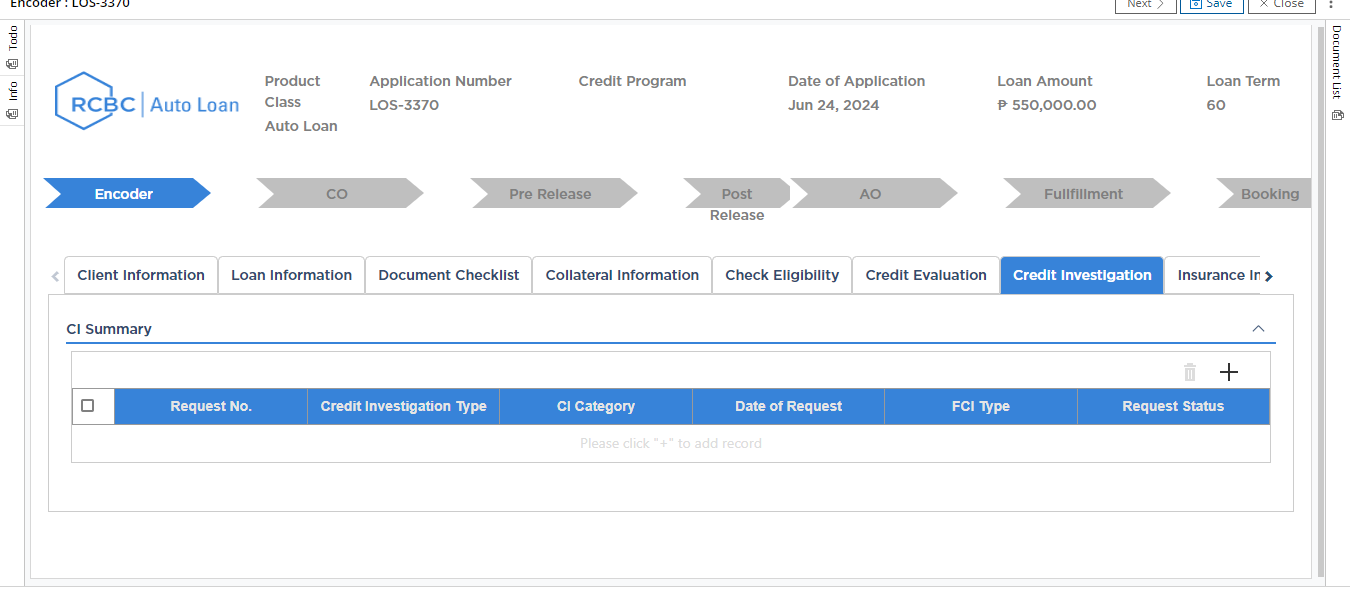 Encoder : LOS-3370
Next
Save
Close
Todo
Info
Document List
RCBC | Auto Loan
Product Class
Auto Loan
Application Number
LOS-3370
Credit Program
Date of Application
Jun 24, 2024
Loan Amount
₱ 550,000.00
Loan Term
60
Encoder
CO
Pre Release
Post
Release
AO
Fullfillment
Booking
Client Information
Loan Information
Document Checklist
Collateral Information
Check Eligibility
Credit Evaluation
Credit Investigation
Insurance In
CI Summary
Request No.
Credit Investigation Type
CI Category
Date of Request
FCI Type
Request Status
Please click "+" to add record